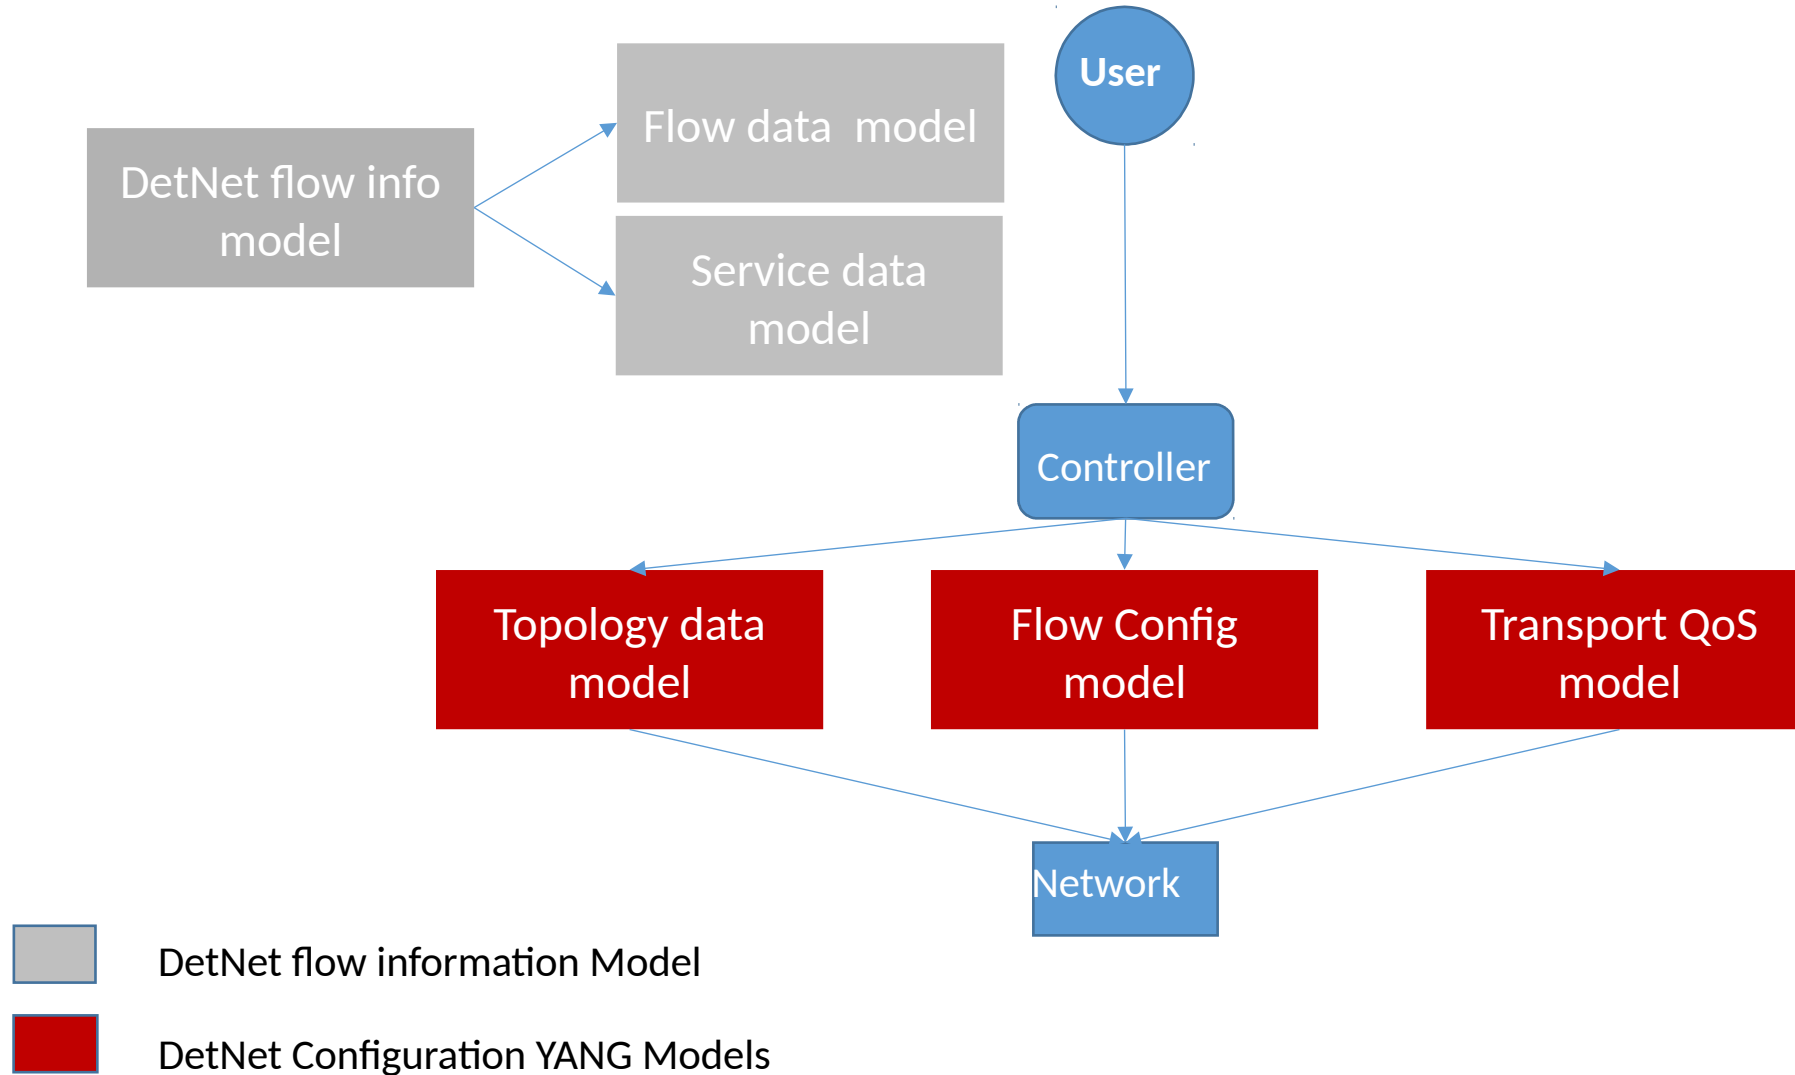 User
Flow data  model
DetNet flow info
model
Service data
model
Controller
Topology data
model
Flow Config
model
Transport QoS
model
Network
DetNet flow information Model
DetNet Configuration YANG Models